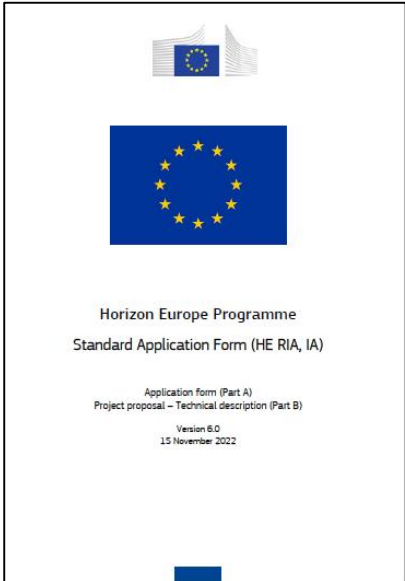 Horizon Europe Programme
Standard Application Form (HE RIA, IA)
Application form (Part A)
Project proposal – Technical description (Part B)
Version 6.0
15 November 2022